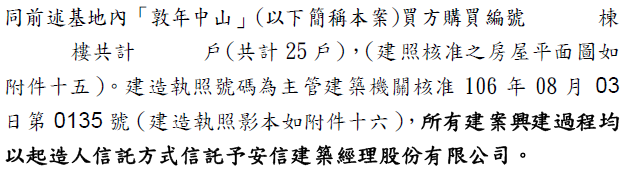 同前述基地內「敦年中山」(以下簡稱本案)買方購買編號　　　棟
　　　樓共計　　　戶(共計 25 戶)，(建照核准之房屋平面圖如
附件十五)。建造執照號碼為主管建築機關核准 106 年 08 月 03
日第 0135 號 (建造執照影本如附件十六)，所有建案興建過程均
以起造人信託方式信託予安信建築經理股份有限公司。